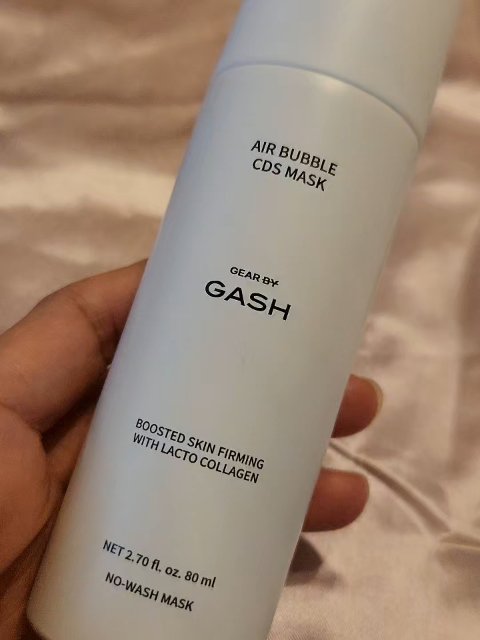 AIR BUBBLE
CDS MASK
GEAR BY
GASH
BOOSTED SKIN FIRMING
WITH LACTO COLLAGEN
NET 2.70 fl. oz. 80 ml
NO-WASH MASK